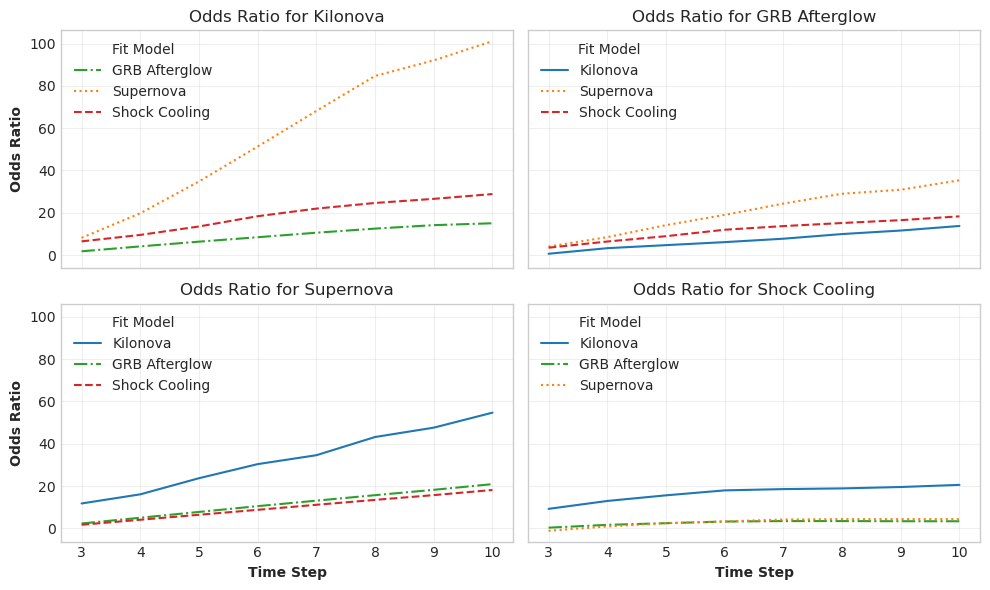 Odds Ratio for Kilonova
Odds Ratio
100
80
60
40
20
0
Fit Model
GRB Afterglow
Supernova
Shock Cooling
Odds Ratio for GRB Afterglow
Fit Model
Kilonova
Supernova
Shock Cooling
Odds Ratio for Supernova
Odds Ratio
100
80
60
40
20
0
Fit Model
Kilonova
GRB Afterglow
Shock Cooling
3 4 5 6 7 8 9 10
Time Step
Odds Ratio for Shock Cooling
Fit Model
Kilonova
GRB Afterglow
Supernova
3 4 5 6 7 8 9 10
Time Step